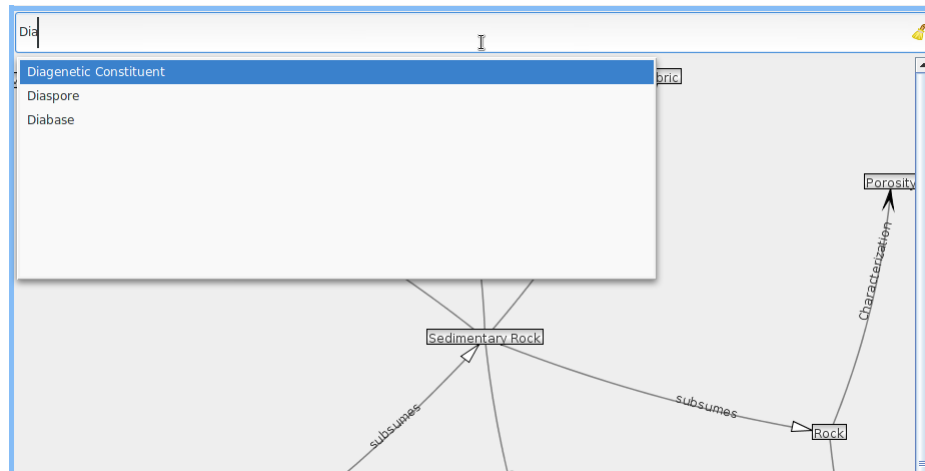 Dia
Diagenetic Constituent
Diaspore
Diabase
bric
Porosity
Characterization
Sedimentary Rock
subsumes
subsumes
Rock